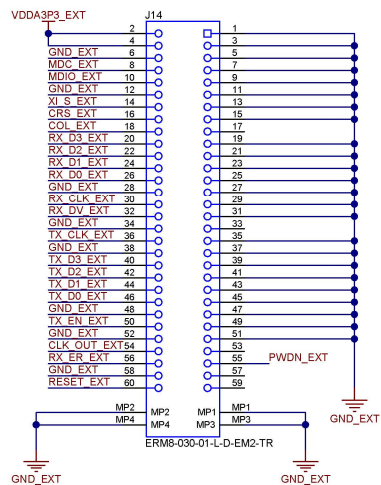 VDDA3P3_EXT
J14
2 1
4 3
GND_EXT 6 5
MDC_EXT 8 7
MDIO_EXT 10 9
GND_EXT 12 11
XI_S_EXT 14 13
CRS_EXT 16 15
COL_EXT 18 17
RX_D3_EXT 20 19
RX_D2_EXT 22 21
RX_D1_EXT 24 23
RX_D0_EXT 26 25
GND_EXT 28 27
RX_CLK_EXT 30 29
RX_DV_EXT 32 31
GND_EXT 34 33
TX_CLK_EXT 36 35
GND_EXT 38 37
TX_D3_EXT 40 39
TX_D2_EXT 42 41
TX_D1_EXT 44 43
TX_D0_EXT 46 45
GND_EXT 48 47
TX_EN_EXT 50 49
GND_EXT 52 51
CLK_OUT_EXT 54 53
RX_ER_EXT 56 55 PWDN_EXT
GND_EXT 58 57
RESET_EXT 60 59
MP2 MP2 MP1 MP1
MP4 MP4 MP3 MP3
GND_EXT
ERM8-030-01-L-D-EM2-TR
GND_EXT GND_EXT